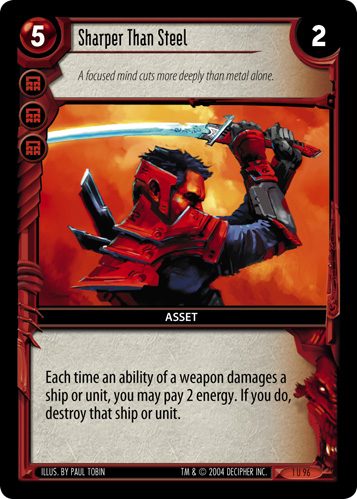 5 Sharper Than Steel 2
A focused mind cuts more deeply than metal alone.
ASSET
Each time an ability of a weapon damages a
ship or unit, you may pay 2 energy. If you do,
destroy that ship or unit.
ILLUS. BY PAUL TOBIN TM & © 2004 DECIPHER INC. 1 U 96